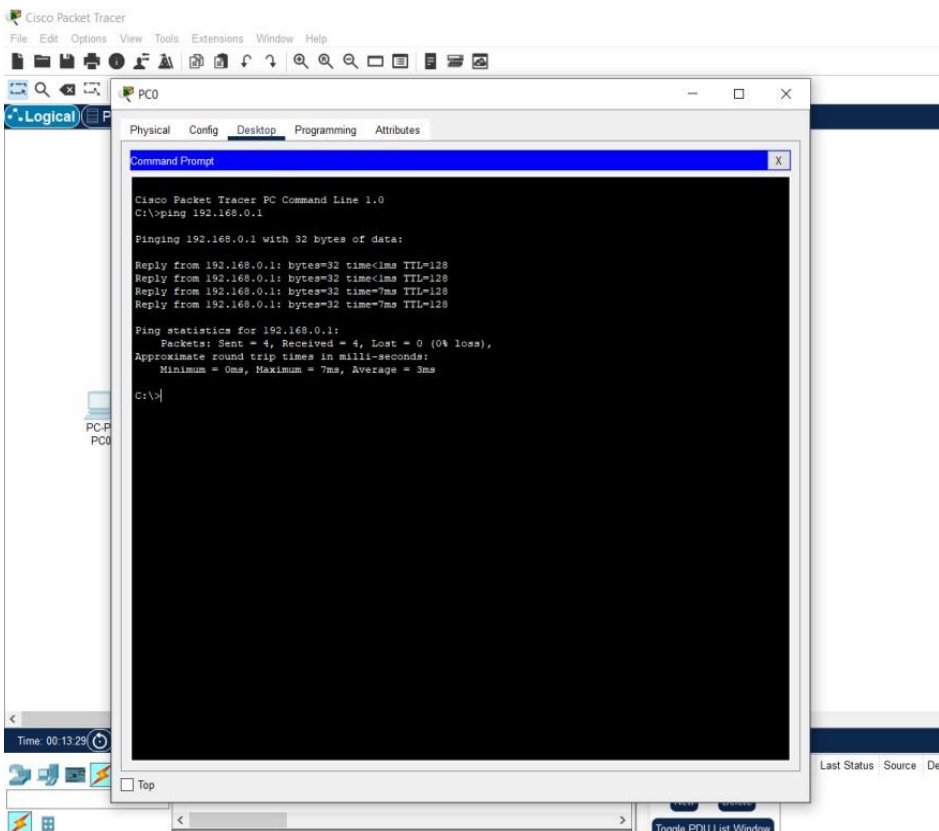 Cisco Packet Tracer
File Edit Options View Tools Extensions Window Help
PC0
Logical
Physical Config Desktop Programming Attributes
Command Prompt
X
Cisco Packet Tracer PC Command Line 1.0
C:\>ping 192.168.0.1
Pinging 192.168.0.1 with 32 bytes of data:
Reply from 192.168.0.1: bytes=32 time<1ms TTL=128
Reply from 192.168.0.1: bytes=32 time<1ms TTL=128
Reply from 192.168.0.1: bytes=32 time=7ms TTL=128
Reply from 192.168.0.1: bytes=32 time=7ms TTL=128
Ping statistics for 192.168.0.1:
Packets: Sent = 4, Received = 4, Lost = 0 (0% loss),
Approximate round trip times in milli-seconds:
Minimum = 0ms, Maximum = 7ms, Average = 3ms
C:\>
PC-P
PC0
Time: 00:13:29
Top
Last Status Source De
New Delete
Toggle PDU List Window